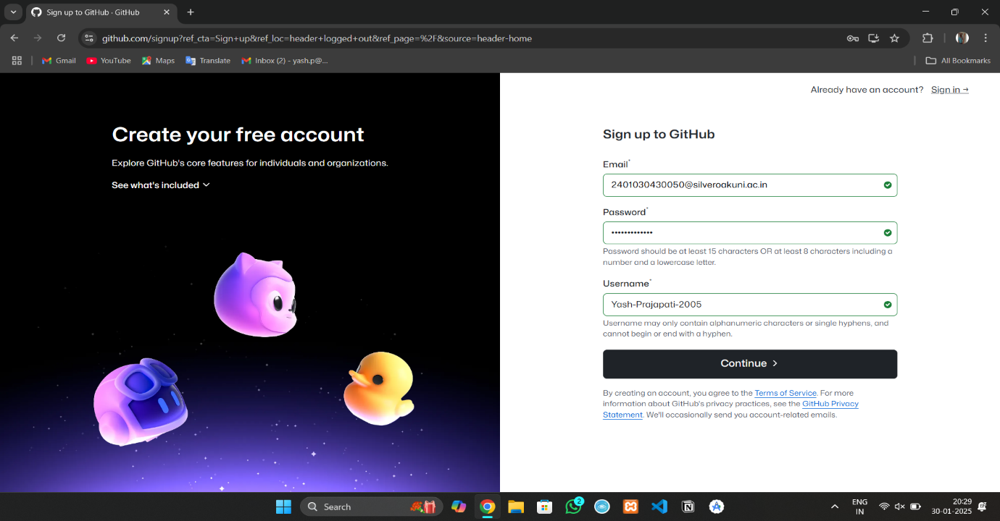 Sign up to GitHub · GitHub
github.com/signup?ref_cta=Sign+up&ref_loc=header+logged+out&ref_page=%2F&source=header-home
Gmail
YouTube
Maps
Translate
Inbox (2) - yash.p@...
All Bookmarks
Already have an account? Sign in →
Create your free account
Explore GitHub's core features for individuals and organizations.
See what's included
Sign up to GitHub
Email*
2401030430050@silveroakuni.ac.in
Password*
•••••••••••••
Password should be at least 15 characters OR at least 8 characters including a
number and a lowercase letter.
Username*
Yash-Prajapati-2005
Username may only contain alphanumeric characters or single hyphens, and
cannot begin or end with a hyphen.
Continue >
By creating an account, you agree to the Terms of Service. For more
information about GitHub's privacy practices, see the GitHub Privacy
Statement. We'll occasionally send you account-related emails.
Search
2
ENG
IN
20:29
30-01-2025